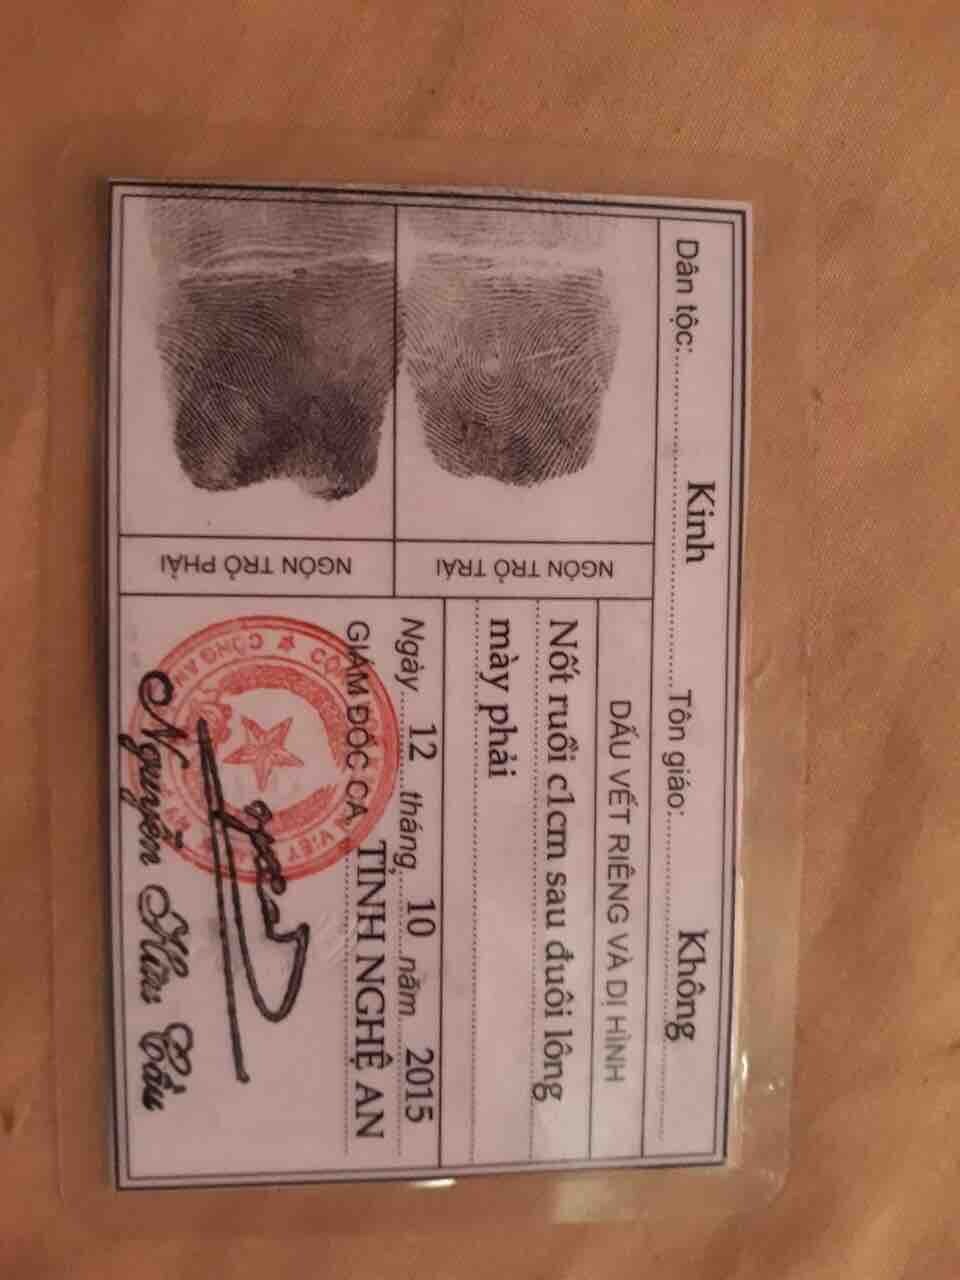 Dân tộc: Kinh Tôn giáo: Không
DẤU VẾT RIÊNG VÀ DỊ HÌNH
Nốt ruồi c1cm sau đuôi lông
mày phải
NGÓN TRỎ TRÁI
NGÓN TRỎ PHẢI
Ngày 12 tháng 10 năm 2015
GIÁM ĐỐC CA
TỈNH NGHỆ AN
Nguyễn Hữu Cầu